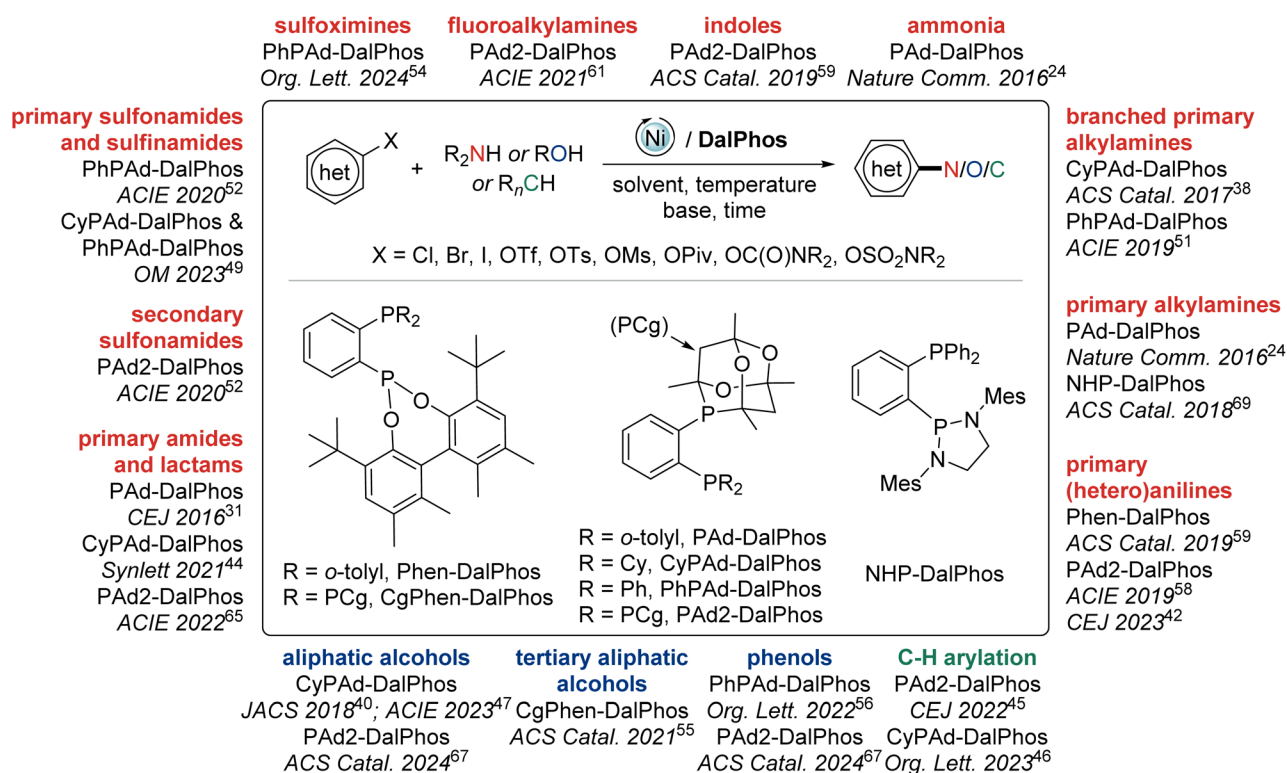 sulfoximines
PhPAd-DalPhos
Org. Lett. 2024⁵⁴
fluoroalkylamines
PAd2-DalPhos
ACIE 2021⁶¹
indoles
PAd2-DalPhos
ACS Catal. 2019⁵⁹
ammonia
PAd-DalPhos
Nature Comm. 2016²⁴
primary sulfonamides
and sulfinamides
PhPAd-DalPhos
ACIE 2020⁵²
CyPAd-DalPhos &
PhPAd-DalPhos
OM 2023⁴⁹
secondary
sulfonamides
PAd2-DalPhos
ACIE 2020⁵²
primary amides
and lactams
PAd-DalPhos
CEJ 2016³¹
CyPAd-DalPhos
Synlett 2021⁴⁴
PAd2-DalPhos
ACIE 2022⁶⁵
het
X
+
R₂NH or ROH
or RₙCH
Ni / DalPhos
solvent, temperature
base, time
het
N/O/C
X = Cl, Br, I, OTf, OTs, OMs, OPiv, OC(O)NR₂, OSO₂NR₂
PR₂
P
O
O
R = o-tolyl, Phen-DalPhos
R = PCg, CgPhen-DalPhos
(PCg)
O
O
O
P
PR₂
R = o-tolyl, PAd-DalPhos
R = Cy, CyPAd-DalPhos
R = Ph, PhPAd-DalPhos
R = PCg, PAd2-DalPhos
PPh₂
Mes
P
N
N
Mes
NHP-DalPhos
branched primary
alkylamines
CyPAd-DalPhos
ACS Catal. 2017³⁸
PhPAd-DalPhos
ACIE 2019⁵¹
primary alkylamines
PAd-DalPhos
Nature Comm. 2016²⁴
NHP-DalPhos
ACS Catal. 2018⁶⁹
primary
(hetero)anilines
Phen-DalPhos
ACS Catal. 2019⁵⁹
PAd2-DalPhos
ACIE 2019⁵⁸
CEJ 2023⁴²
aliphatic alcohols
CyPAd-DalPhos
JACS 2018⁴⁰; ACIE 2023⁴⁷
PAd2-DalPhos
ACS Catal. 2024⁶⁷
tertiary aliphatic
alcohols
CgPhen-DalPhos
ACS Catal. 2021⁵⁵
phenols
PhPAd-DalPhos
Org. Lett. 2022⁵⁶
PAd2-DalPhos
ACS Catal. 2024⁶⁷
C-H arylation
PAd2-DalPhos
CEJ 2022⁴⁵
CyPAd-DalPhos
Org. Lett. 2023⁴⁶